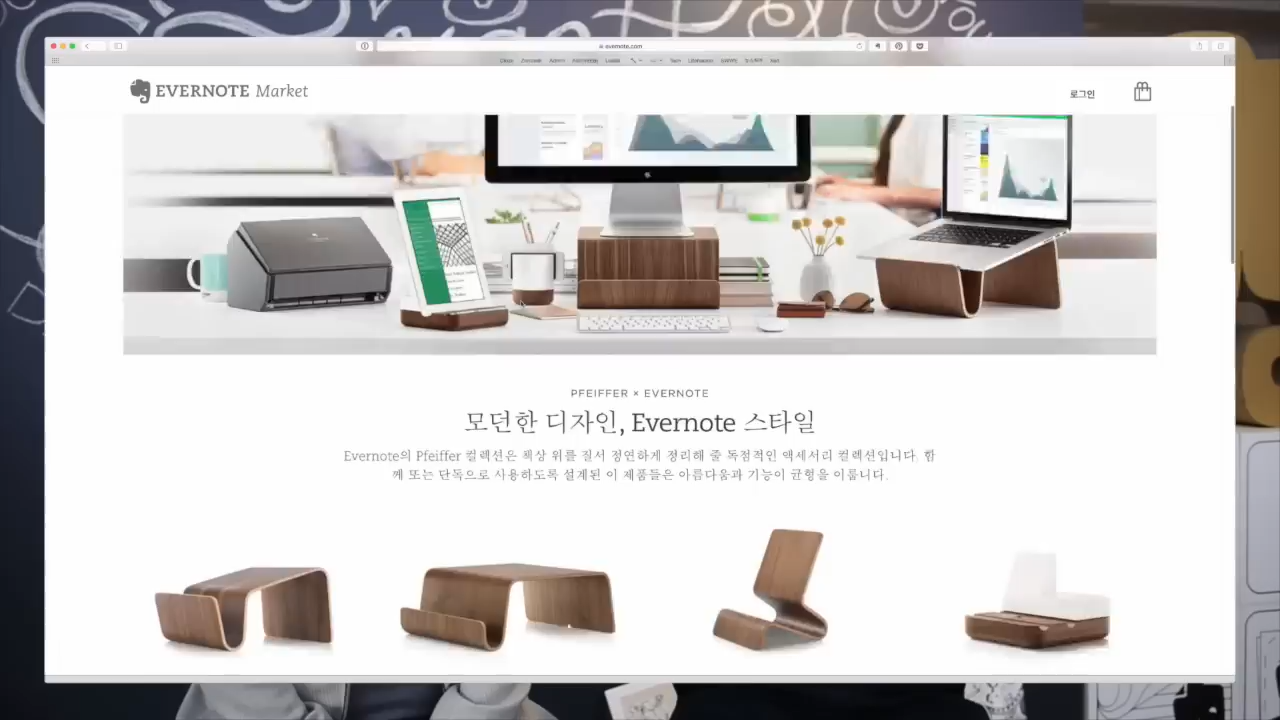 evernote.com
EVERNOTE Market
로그인
PFEIFFER × EVERNOTE
모던한 디자인, Evernote 스타일
Evernote의 Pfeiffer 컬렉션은 책상 위를 질서 정연하게 정리해 줄 독점적인 액세서리 컬렉션입니다. 함
께 또는 단독으로 사용하도록 설계된 이 제품들은 아름다움과 기능이 균형을 이룹니다.